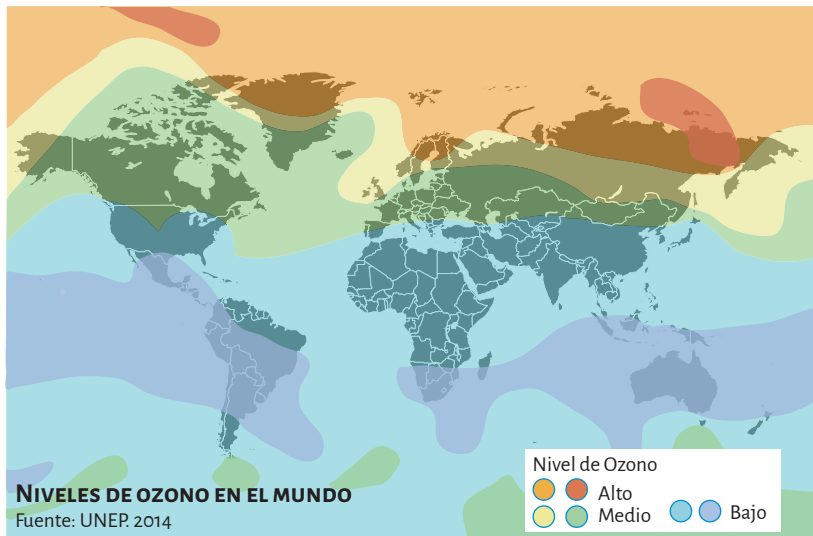 Nivel de Ozono
Alto
Medio
Bajo
NIVELES DE OZONO EN EL MUNDO
Fuente: UNEP. 2014